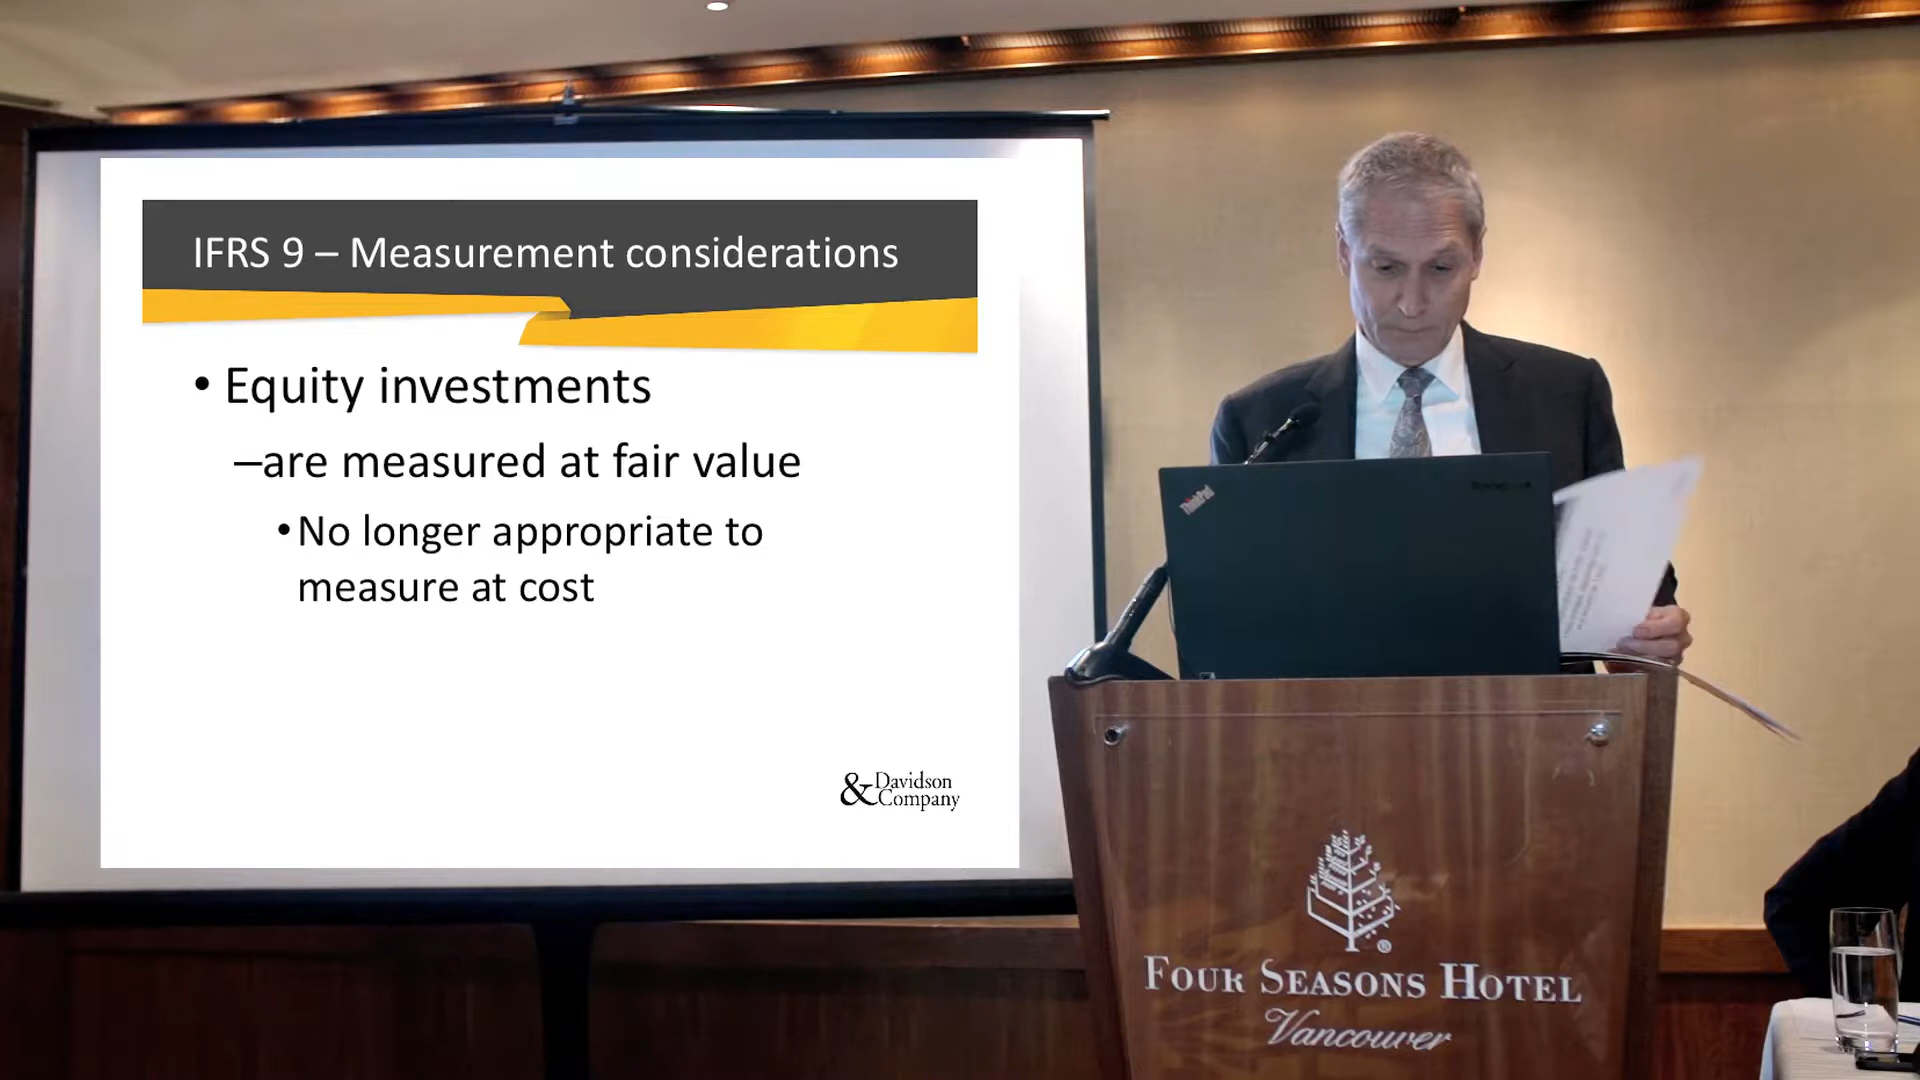 IFRS 9 – Measurement considerations
• Equity investments
–are measured at fair value
•No longer appropriate to
measure at cost
& Davidson
Company
ThinkPad
FOUR SEASONS HOTEL
Vancouver
®